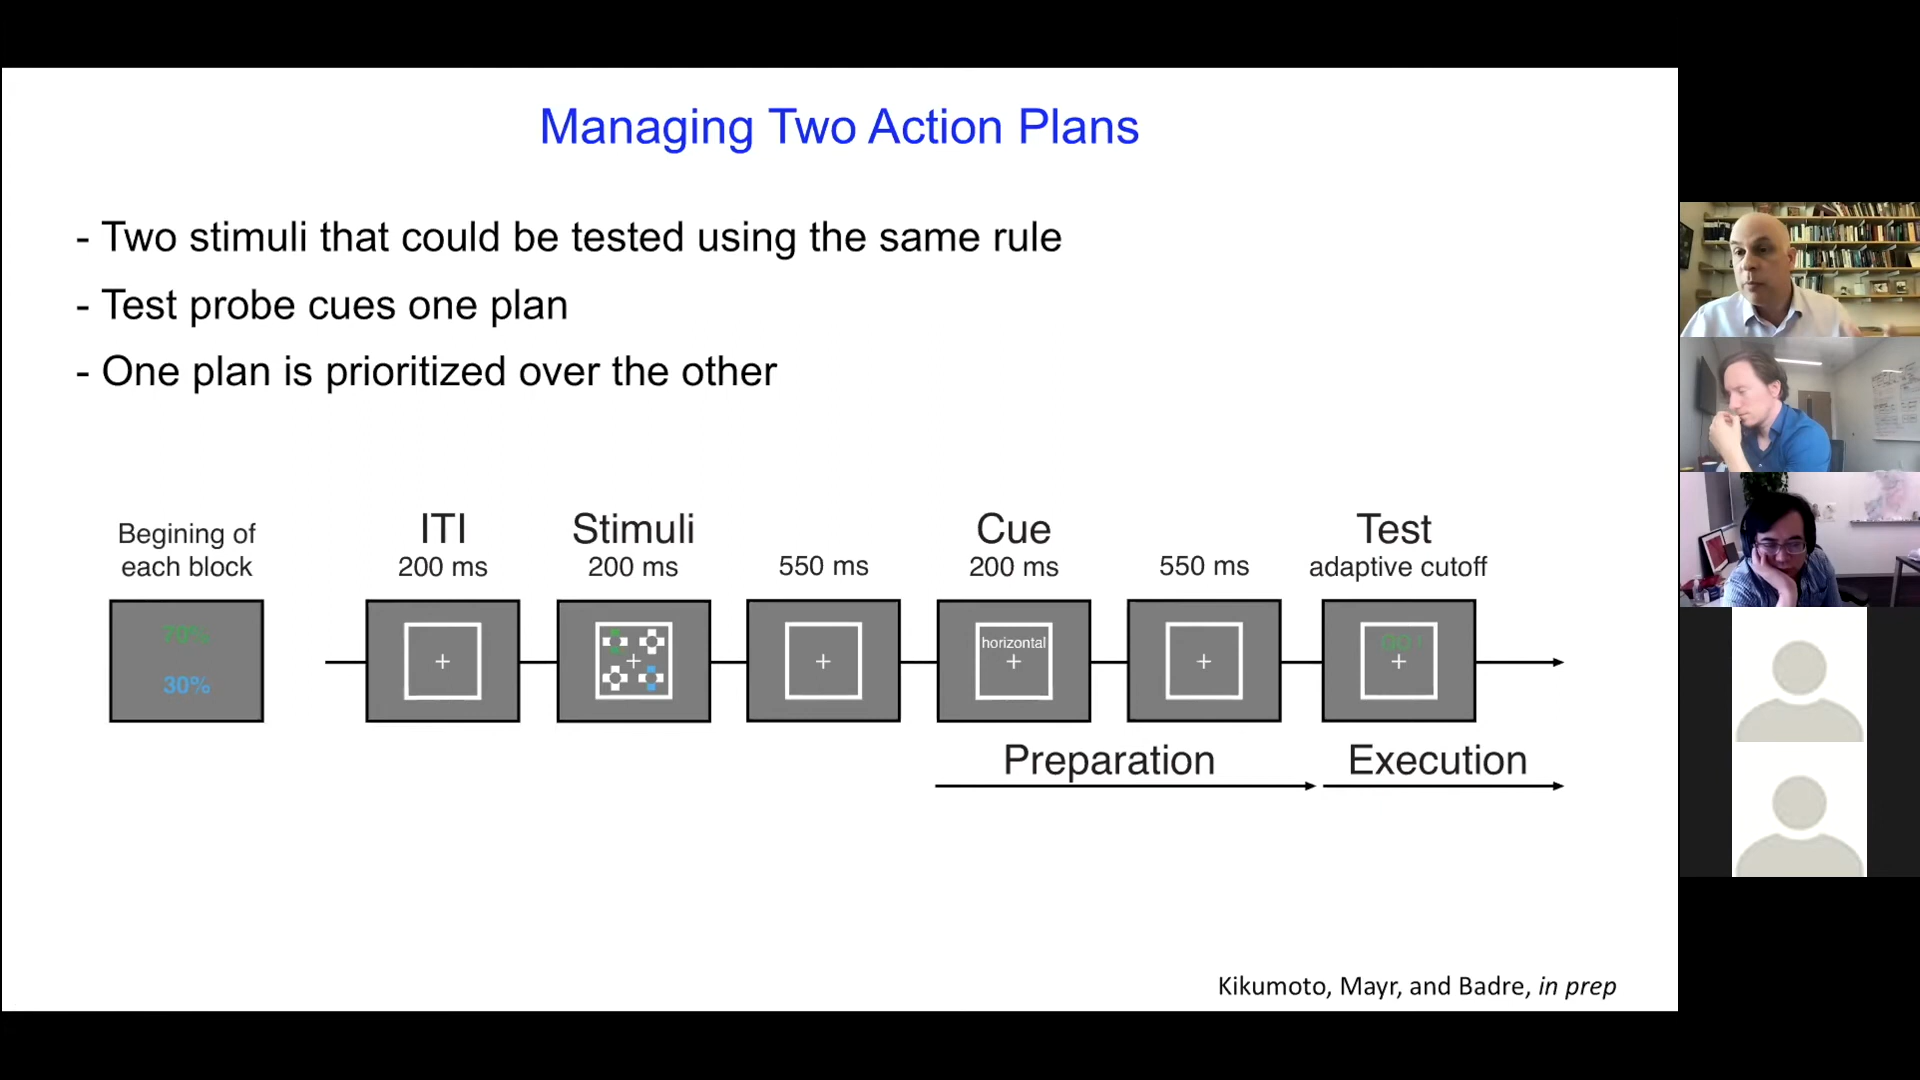 Managing Two Action Plans
- Two stimuli that could be tested using the same rule
- Test probe cues one plan
- One plan is prioritized over the other
Begining of
each block
70%
30%
ITI
200 ms
Stimuli
200 ms
550 ms
Cue
200 ms
horizontal
550 ms
Test
adaptive cutoff
GO !
Preparation
Execution
Kikumoto, Mayr, and Badre, in prep